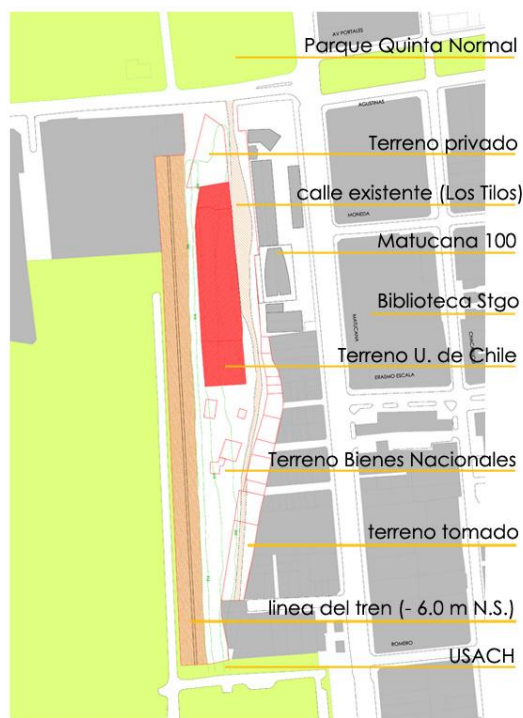 AV PORTALES
Parque Quinta Normal
AGUSTINAS
Terreno privado
calle existente (Los Tilos)
MONEDA
Matucana 100
Biblioteca Stgo
MATUCANA
Terreno U. de Chile
ERASMO ESCALA
Terreno Bienes Nacionales
terreno tomado
linea del tren (- 6.0 m N.S.)
ROMERO
USACH